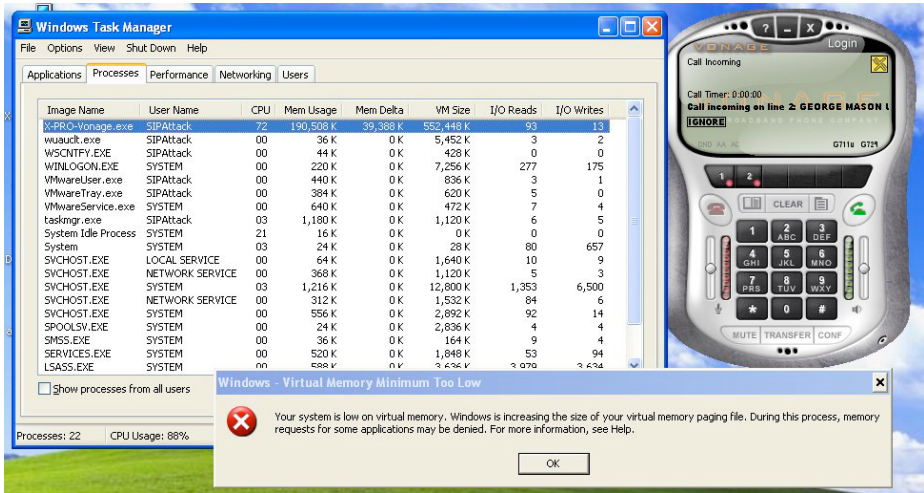 Windows Task Manager
File Options View Shut Down Help
Applications Processes Performance Networking Users
Image Name User Name CPU Mem Usage Mem Delta VM Size I/O Reads I/O Writes
X-PRO-Vonage.exe SIPAttack 72 190,508 K 39,388 K 552,448 K 93 13
wuauclt.exe SIPAttack 00 36 K 0 K 5,452 K 3 2
WSCNTFY.EXE SIPAttack 00 44 K 0 K 428 K 0 0
WINLOGON.EXE SYSTEM 00 220 K 0 K 7,256 K 277 175
VMwareUser.exe SIPAttack 00 440 K 0 K 836 K 3 1
VMwareTray.exe SIPAttack 00 384 K 0 K 620 K 5 0
VMwareService.exe SYSTEM 00 640 K 0 K 472 K 7 4
taskmgr.exe SIPAttack 03 1,180 K 0 K 1,120 K 6 5
System Idle Process SYSTEM 21 16 K 0 K 0 K 0 0
System SYSTEM 03 24 K 0 K 28 K 80 657
SVCHOST.EXE LOCAL SERVICE 00 64 K 0 K 1,640 K 10 9
SVCHOST.EXE NETWORK SERVICE 00 368 K 0 K 1,120 K 5 3
SVCHOST.EXE SYSTEM 03 1,216 K 0 K 12,800 K 1,353 6,500
SVCHOST.EXE NETWORK SERVICE 00 312 K 0 K 1,532 K 84 6
SVCHOST.EXE SYSTEM 00 556 K 0 K 2,892 K 92 14
SPOOLSV.EXE SYSTEM 00 24 K 0 K 2,836 K 4 4
SMSS.EXE SYSTEM 00 36 K 0 K 164 K 9 4
SERVICES.EXE SYSTEM 00 520 K 0 K 1,848 K 53 94
LSASS.EXE SYSTEM 00 588 K 0 K 3,636 K 3,979 3,634
Show processes from all users
Processes: 22 CPU Usage: 88%
? - X
VONAGE Login
Call Incoming
Call Timer: 0:00:00
Call incoming on line 2: GEORGE MASON U
[IGNORE]
BROADBAND PHONE COMPANY
DND AA AC G711u G729
1 2
CLEAR
1 2 ABC 3 DEF
4 GHI 5 JKL 6 MNO
7 PRS 8 TUV 9 WXY
* 0 #
MUTE TRANSFER CONF
Windows - Virtual Memory Minimum Too Low
Your system is low on virtual memory. Windows is increasing the size of your virtual memory paging file. During this process, memory
requests for some applications may be denied. For more information, see Help.
OK